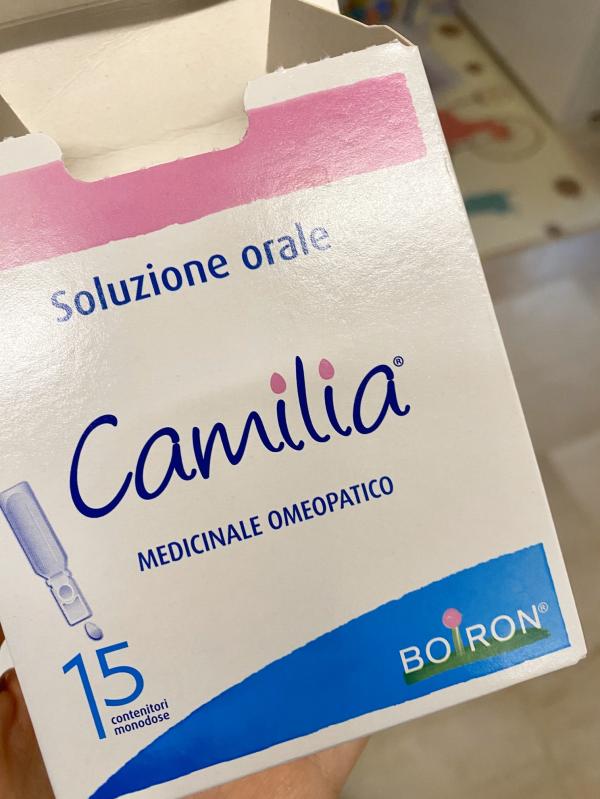 Soluzione orale
Camilia®
MEDICINALE OMEOPATICO
15
contenitori
monodose
BOIRON®